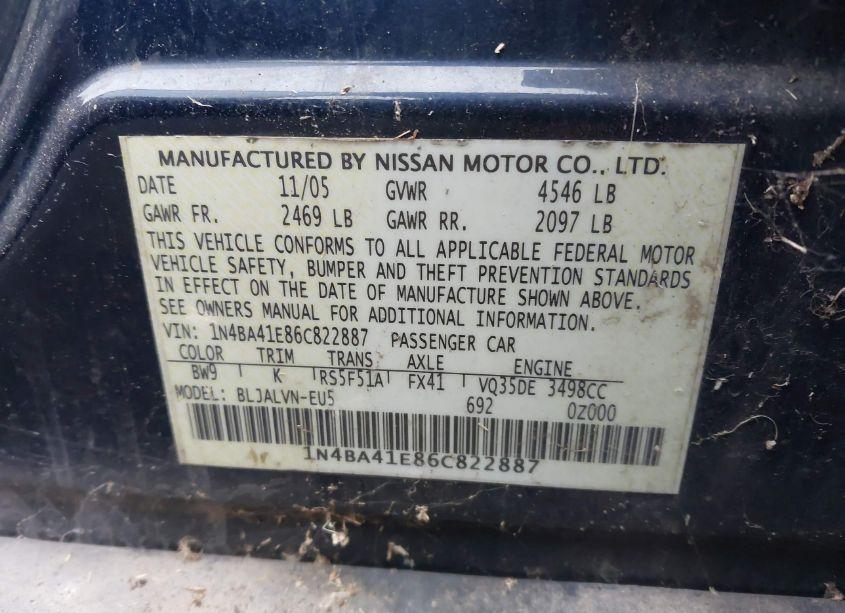 MANUFACTURED BY NISSAN MOTOR CO., LTD.
DATE 11/05 GVWR 4546 LB
GAWR FR. 2469 LB GAWR RR. 2097 LB
THIS VEHICLE CONFORMS TO ALL APPLICABLE FEDERAL MOTOR
VEHICLE SAFETY, BUMPER AND THEFT PREVENTION STANDARDS
IN EFFECT ON THE DATE OF MANUFACTURE SHOWN ABOVE.
SEE OWNERS MANUAL FOR ADDITIONAL INFORMATION.
VIN: 1N4BA41E86C822887 PASSENGER CAR
COLOR TRIM TRANS AXLE ENGINE
BW9 K RS5F51A FX41 VQ35DE 3498CC
MODEL: BLJALVN-EU5 692 0Z000
1N4BA41E86C822887